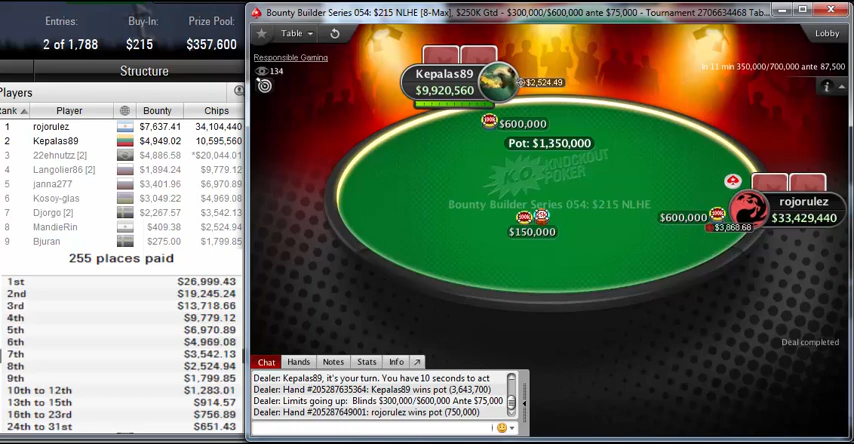 Entries: Buy-In: Prize Pool:
2 of 1,788 $215 $357,600
Structure
Players
Rank Player Bounty Chips
1 rojorulez $7,637.41 34,104,440
2 Kepalas89 $4,949.02 10,595,560
3 22ehnutzz [2] $4,886.58 *$20,044.01
4 Langolier86 [2] $1,894.24 $9,779.12
5 janna277 $3,401.96 $6,970.89
6 Kosoy-glas $3,049.22 $4,969.08
7 Djorgo [2] $2,267.57 $3,542.13
8 MandieRin $409.38 $2,524.94
9 Bjuran $275.00 $1,799.85
255 places paid
1st $26,999.43
2nd $19,245.24
3rd $13,718.66
4th $9,779.12
5th $6,970.89
6th $4,969.08
7th $3,542.13
8th $2,524.94
9th $1,799.85
10th to 12th $1,283.01
13th to 15th $914.57
16th to 23rd $756.89
24th to 31st $651.43
Bounty Builder Series 054: $215 NLHE [8-Max], $250K Gtd - $300,000/$600,000 ante $75,000 - Tournament 2706634468 Tab...
Table Lobby
Responsible Gaming
134
In 11 min 350,000/700,000 ante 87,500
Kepalas89
$9,920,560
$2,524.49
$600,000
Pot: $1,350,000
K.O. KNOCKOUT
POKER
Bounty Builder Series 054: $215 NLHE
$150,000
$600,000
rojorulez
$33,429,440
$3,868.68
Deal completed
Chat Hands Notes Stats Info
Dealer: Kepalas89, it's your turn. You have 10 seconds to act
Dealer: Hand #205287635364: Kepalas89 wins pot (3,643,700)
Dealer: Limits going up: Blinds $300,000/$600,000 Ante $75,000
Dealer: Hand #205287649001: rojorulez wins pot (750,000)